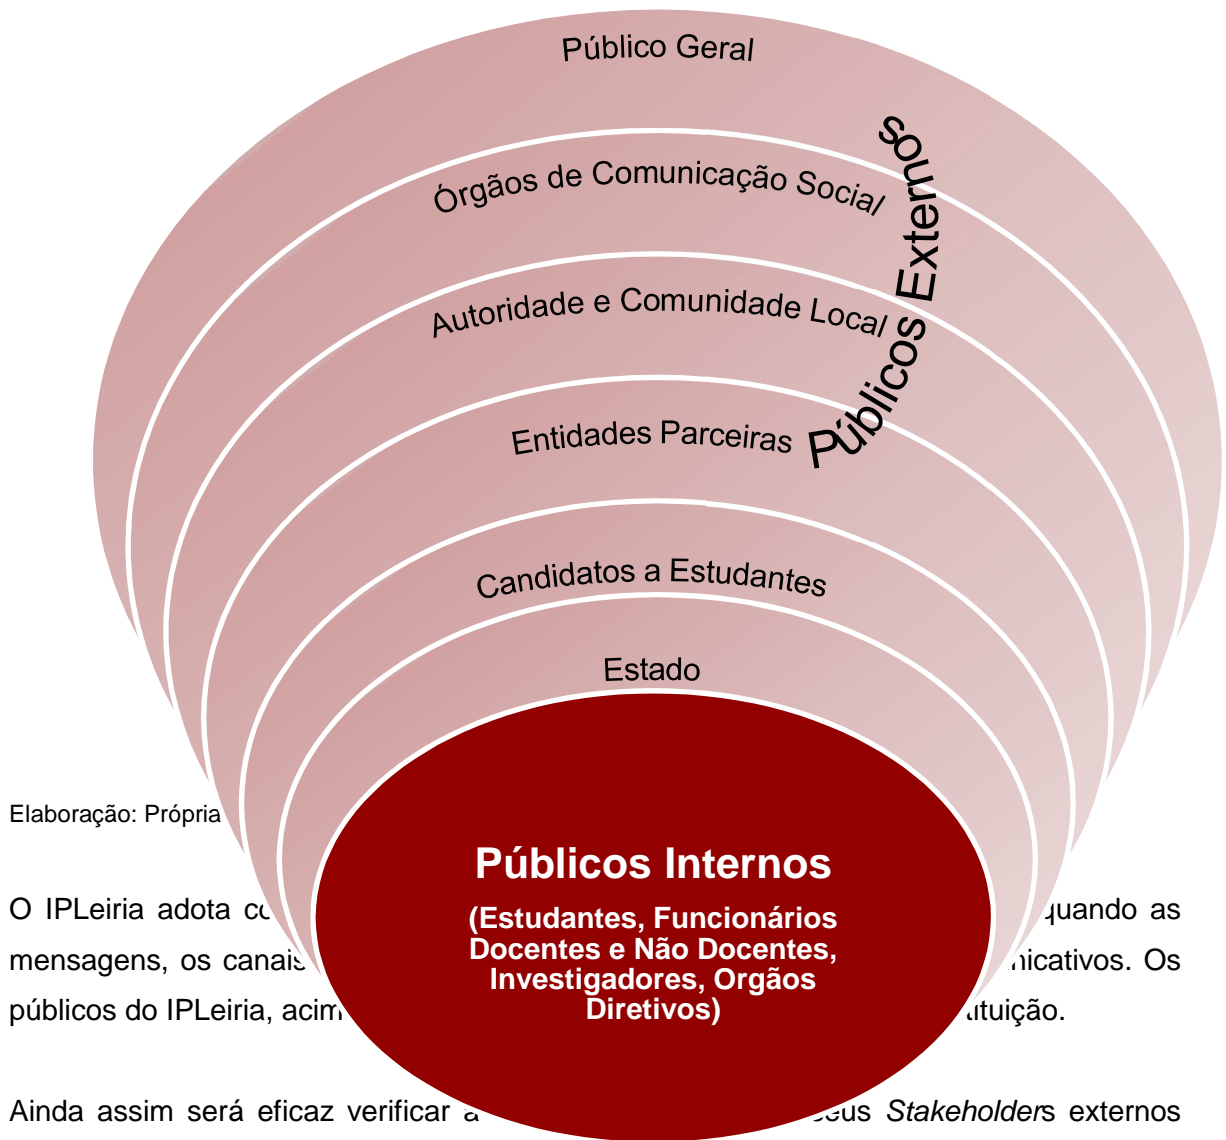 Público Geral
Órgãos de Comunicação Social
Autoridade e Comunidade Local
Entidades Parceiras
Públicos Externos
Candidatos a Estudantes
Estado
Elaboração: Própria
Públicos Internos
(Estudantes, Funcionários
Docentes e Não Docentes,
Investigadores, Orgãos
Diretivos)
O IPLeiria adota quando as
mensagens, os canais nicativos. Os
públicos do IPLeiria, acim tituição.
Ainda assim será eficaz verificar a seus Stakeholders externos